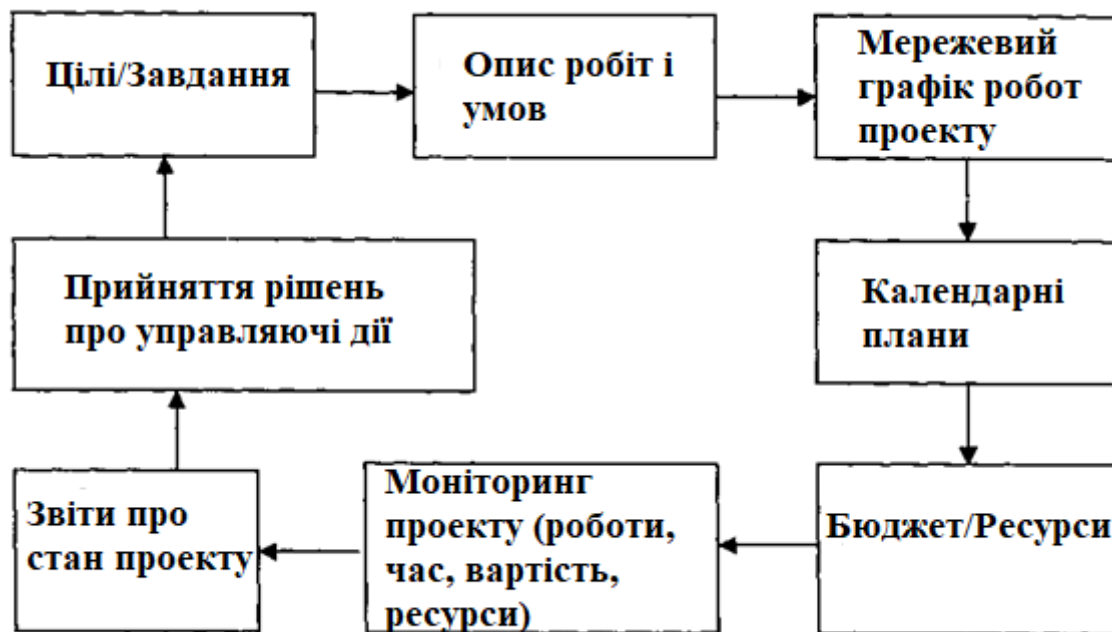 Цілі/Завдання
Опис робіт і
умов
Мережевий
графік робот
проекту
Прийняття рішень
про управляючі дії
Календарні
плани
Звіти про
стан проекту
Моніторинг
проекту (роботи,
час, вартість,
ресурси)
Бюджет/Ресурси